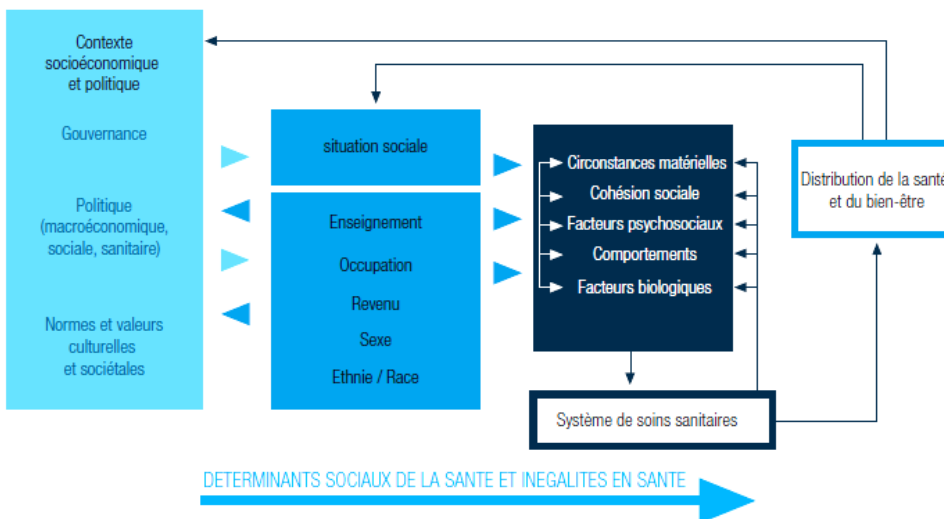 Contexte
socioéconomique
et politique
Gouvernance
Politique
(macroéconomique,
sociale, sanitaire)
Normes et valeurs
culturelles
et sociétales
situation sociale
Enseignement
Occupation
Revenu
Sexe
Ethnie / Race
Circonstances matérielles
Cohésion sociale
Facteurs psychosociaux
Comportements
Facteurs biologiques
Système de soins sanitaires
Distribution de la santé
et du bien-être
DETERMINANTS SOCIAUX DE LA SANTE ET INEGALITES EN SANTE